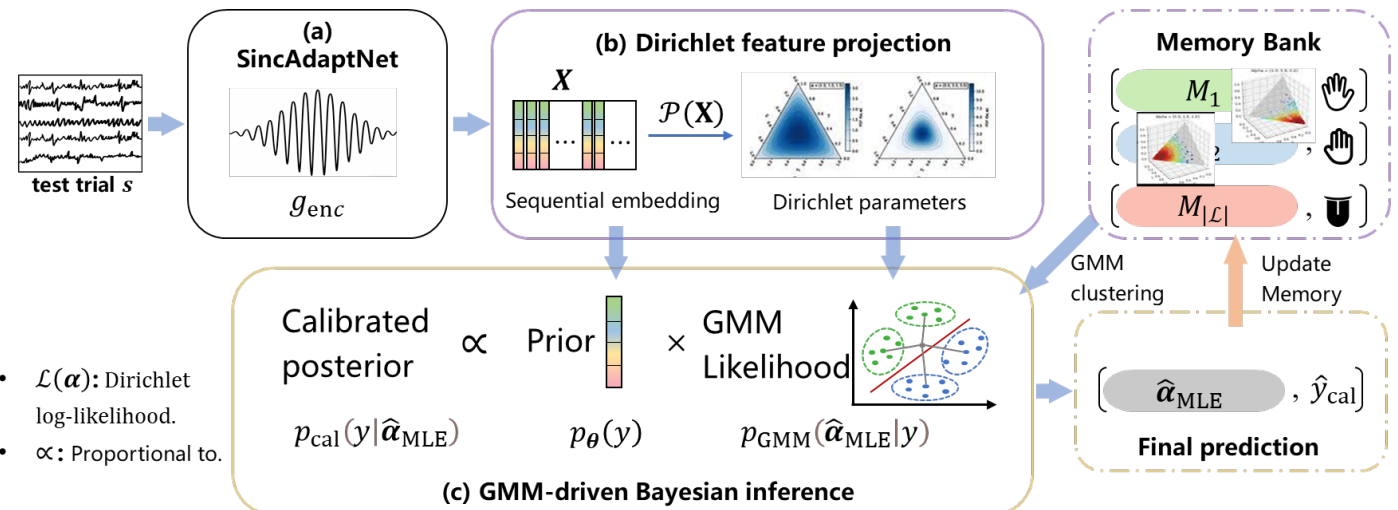 (a)
SincAdaptNet
g_enc
test trial s
(b) Dirichlet feature projection
X
𝒫(𝐗)
...
...
Sequential embedding
Dirichlet parameters
Memory Bank
M_1
2 ,
M_|ℒ| ,
GMM
clustering
Update
Memory
Calibrated
posterior
∝
Prior
×
GMM
Likelihood
p_cal(y|α̂_MLE)
p_θ(y)
p_GMM(α̂_MLE|y)
(c) GMM-driven Bayesian inference
α̂_MLE , ŷ_cal
Final prediction
• ℒ(α): Dirichlet
log-likelihood.
• ∝: Proportional to.